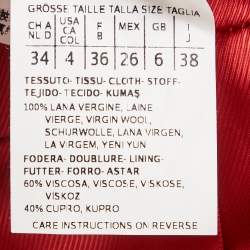 GRÖSSE TAILLE TALLA SIZE TAGLIA
CH A NL D
USA CA CO L
F B
MEX
GB
I J
34 4 36 26 6 38
TESSUTO- TISSU- CLOTH- STOFF-
TEJIDO- TECIDO- KUMAŞ
100% LANA VERGINE, LAINE
VIERGE, VIRGIN WOOL,
SCHURWOLLE, LANA VIRGEN,
LA VIRGEM, YENI YUN
FODERA- DOUBLURE- LINING-
FUTTER- FORRO- ASTAR
60% VISCOSA, VISCOSE, VISKOSE,
VISKOZ
40% CUPRO, KUPRO
CARE INSTRUCTIONS ON REVERSE